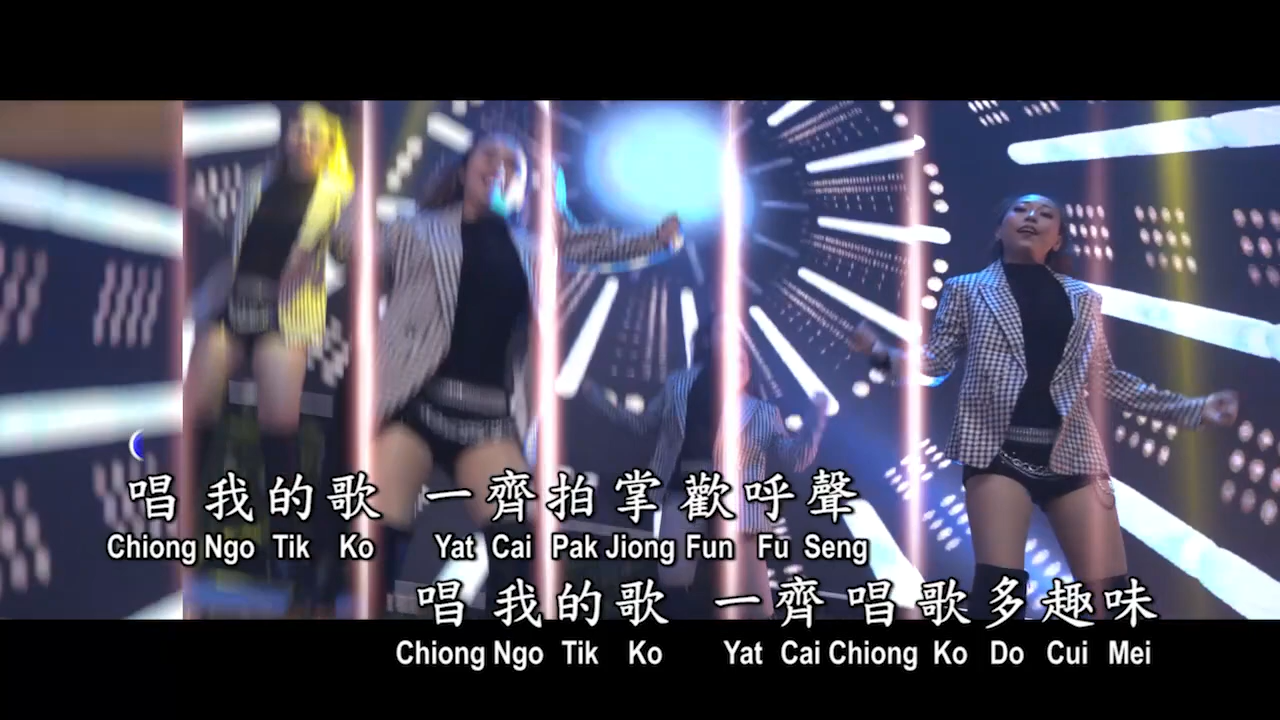 唱 我的歌 一齊拍掌歡呼聲
Chiong Ngo Tik Ko Yat Cai Pak Jiong Fun Fu Seng
唱 我的歌 一齊唱歌多趣味
Chiong Ngo Tik Ko Yat Cai Chiong Ko Do Cui Mei